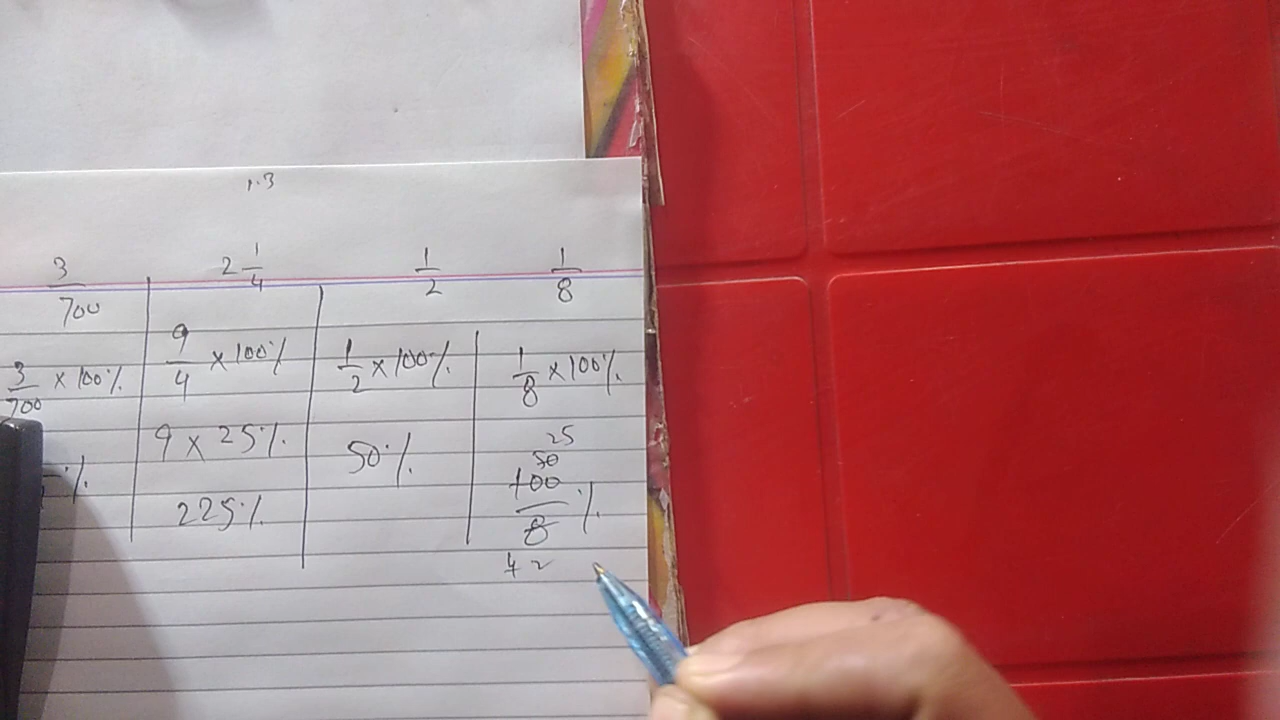 1.3
3/700 2 1/4 1/2 1/8
3/700 × 100% 9/4 × 100% 1/2 × 100% 1/8 × 100%
9 × 25% 50% 25
50
% 100/8 %
225%
4 2